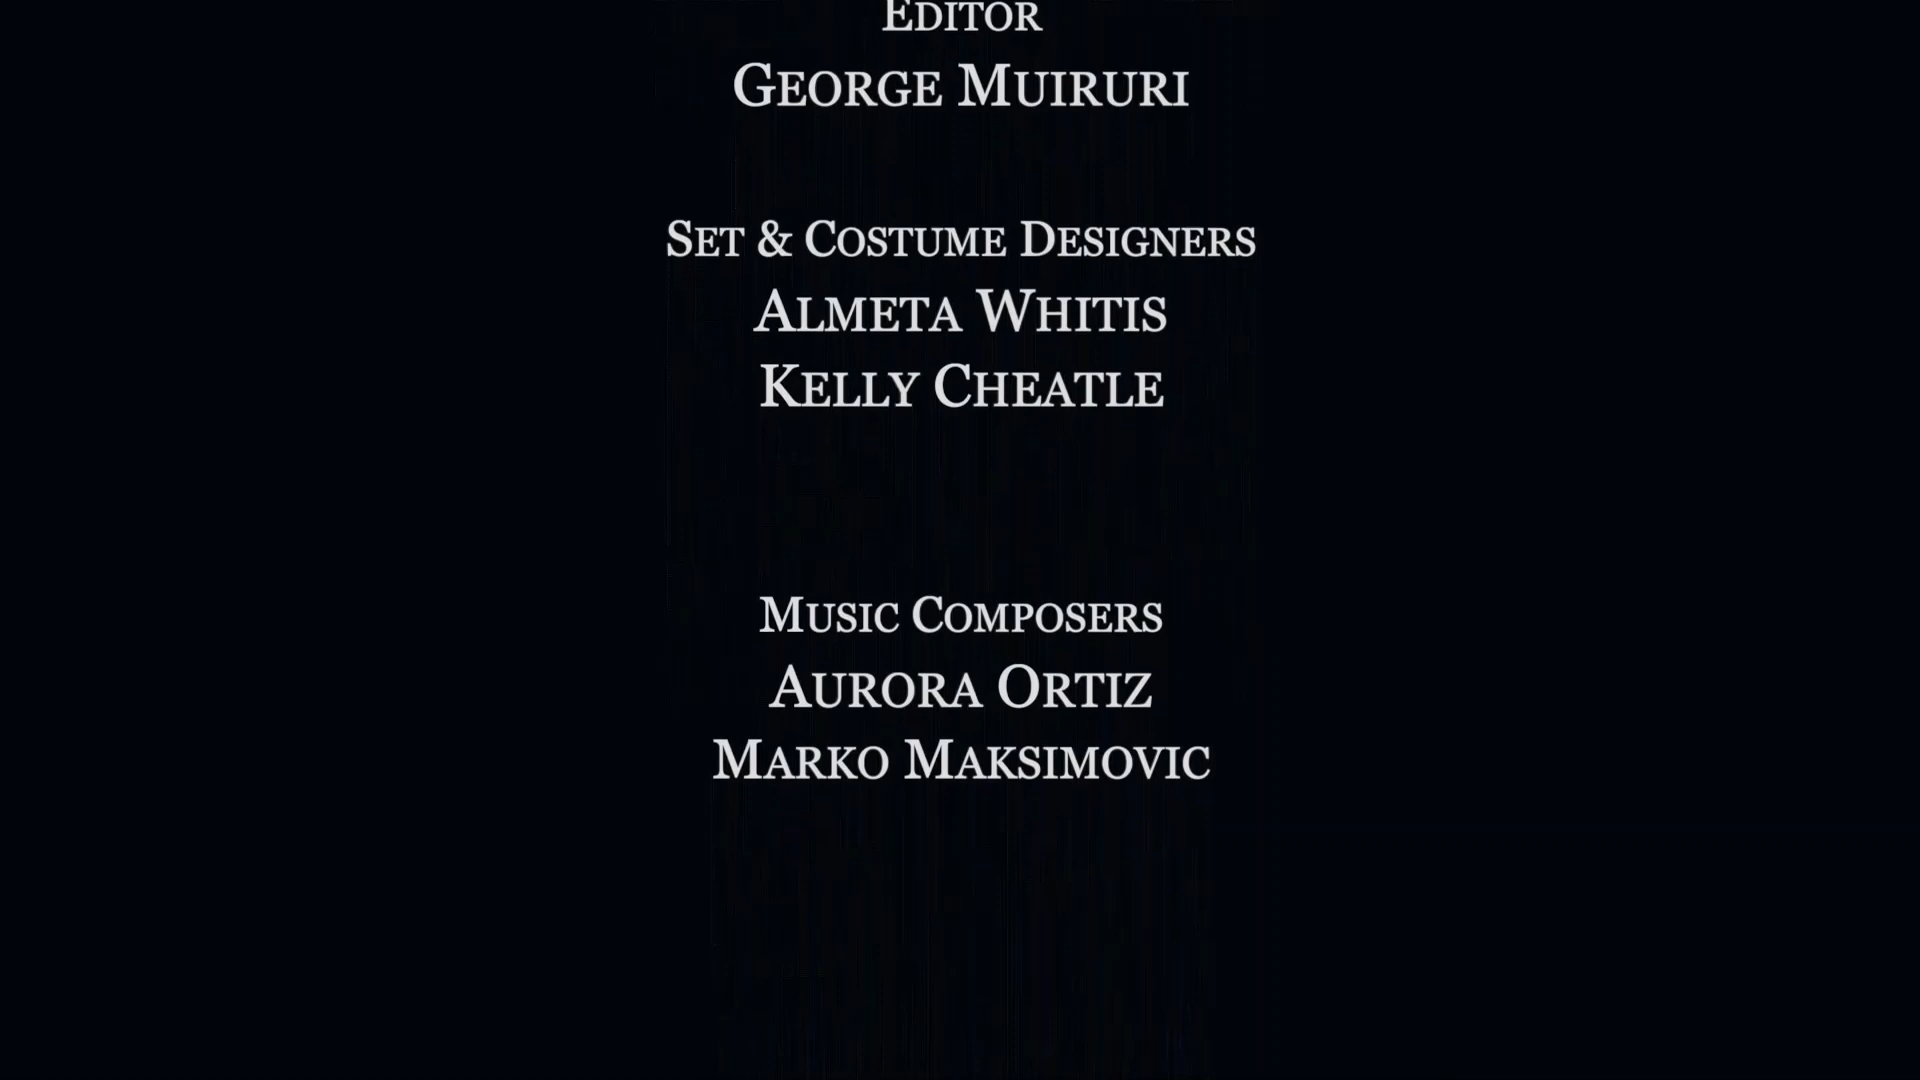 EDITOR
GEORGE MUIRURI
SET & COSTUME DESIGNERS
ALMETA WHITIS
KELLY CHEATLE
MUSIC COMPOSERS
AURORA ORTIZ
MARKO MAKSIMOVIC